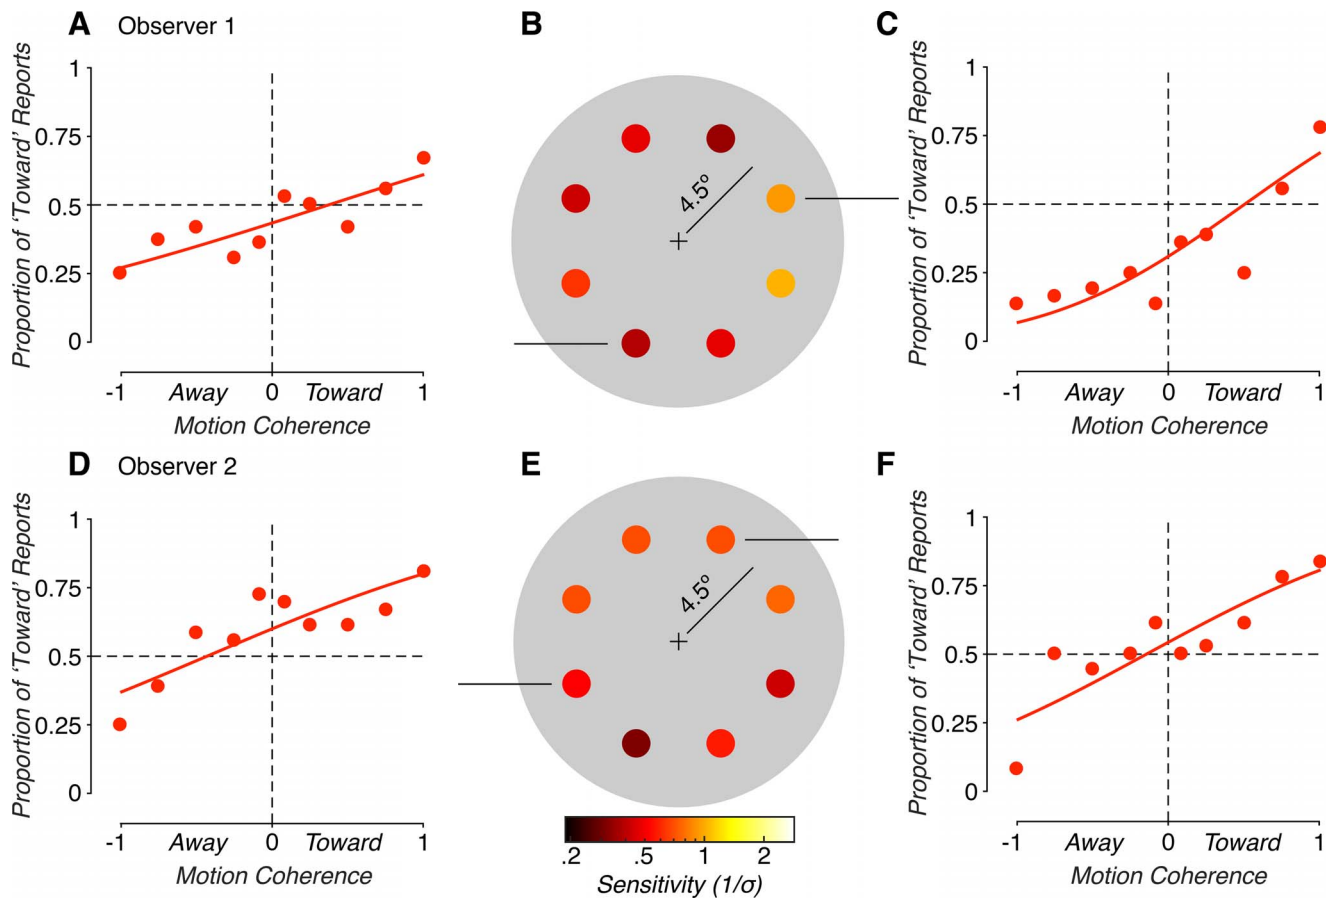 A Observer 1
Proportion of 'Toward' Reports
1
0.75
0.5
0.25
0
-1 Away 0 Toward 1
Motion Coherence
B
4.5º
C
Proportion of 'Toward' Reports
1
0.75
0.5
0.25
0
-1 Away 0 Toward 1
Motion Coherence
D Observer 2
Proportion of 'Toward' Reports
1
0.75
0.5
0.25
0
-1 Away 0 Toward 1
Motion Coherence
E
4.5º
.2 .5 1 2
Sensitivity (1/σ)
F
Proportion of 'Toward' Reports
1
0.75
0.5
0.25
0
-1 Away 0 Toward 1
Motion Coherence